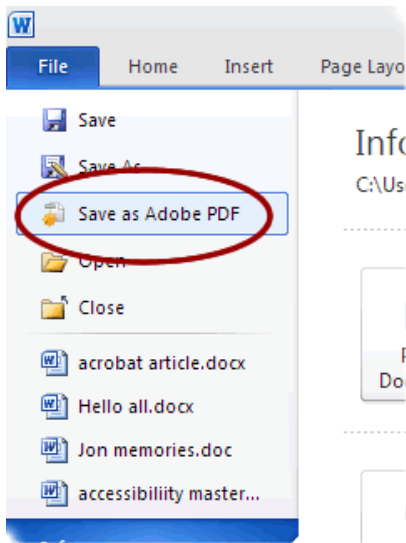 W
File Home Insert Page Layo
Save
Save As
Save as Adobe PDF
Open
Close
acrobat article.docx
Hello all.docx
Jon memories.doc
accessibiliity master...
Info
C:\Us
Do